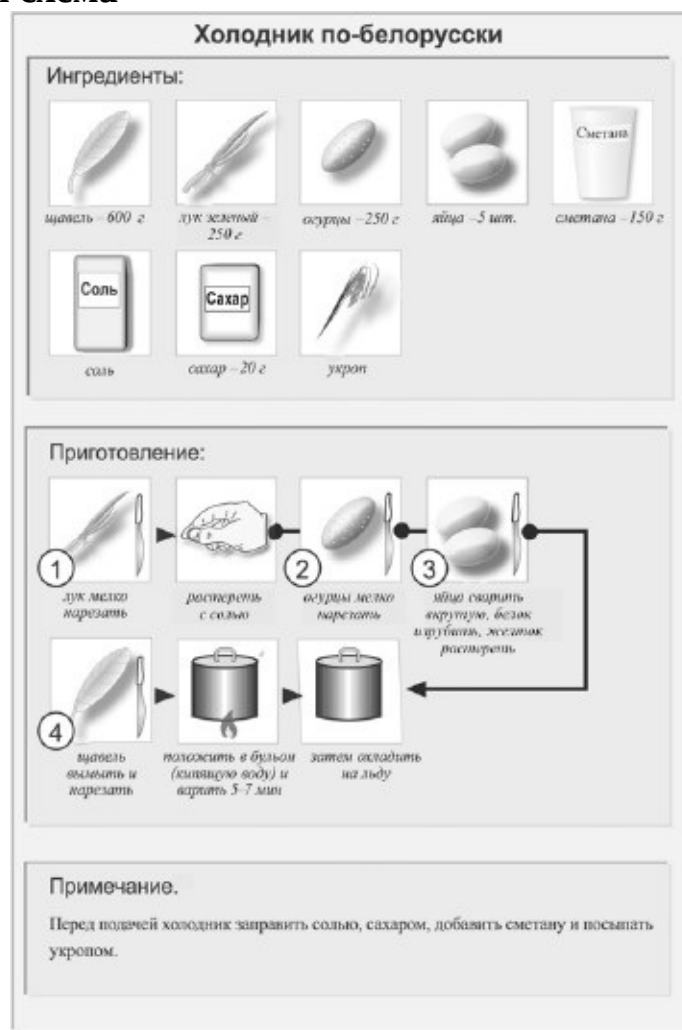 Холодник по-белорусски
Ингредиенты:
Сметана
щавель – 600 г
лук зеленый –
250 г
огурцы – 250 г
яйца – 5 шт.
сметана – 150 г
Соль
Сахар
соль
сахар – 20 г
укроп
Приготовление:
1
2
3
лук мелко
нарезать
растереть
с солью
огурцы мелко
нарезать
яйца сварить
вкрутую, белок
изрубить, желток
растереть
4
щавель
вымыть и
нарезать
положить в бульон
(кипящую воду) и
варить 5–7 мин
затем охладить
на льду
Примечание.
Перед подачей холодник заправить солью, сахаром, добавить сметану и посыпать
укропом.